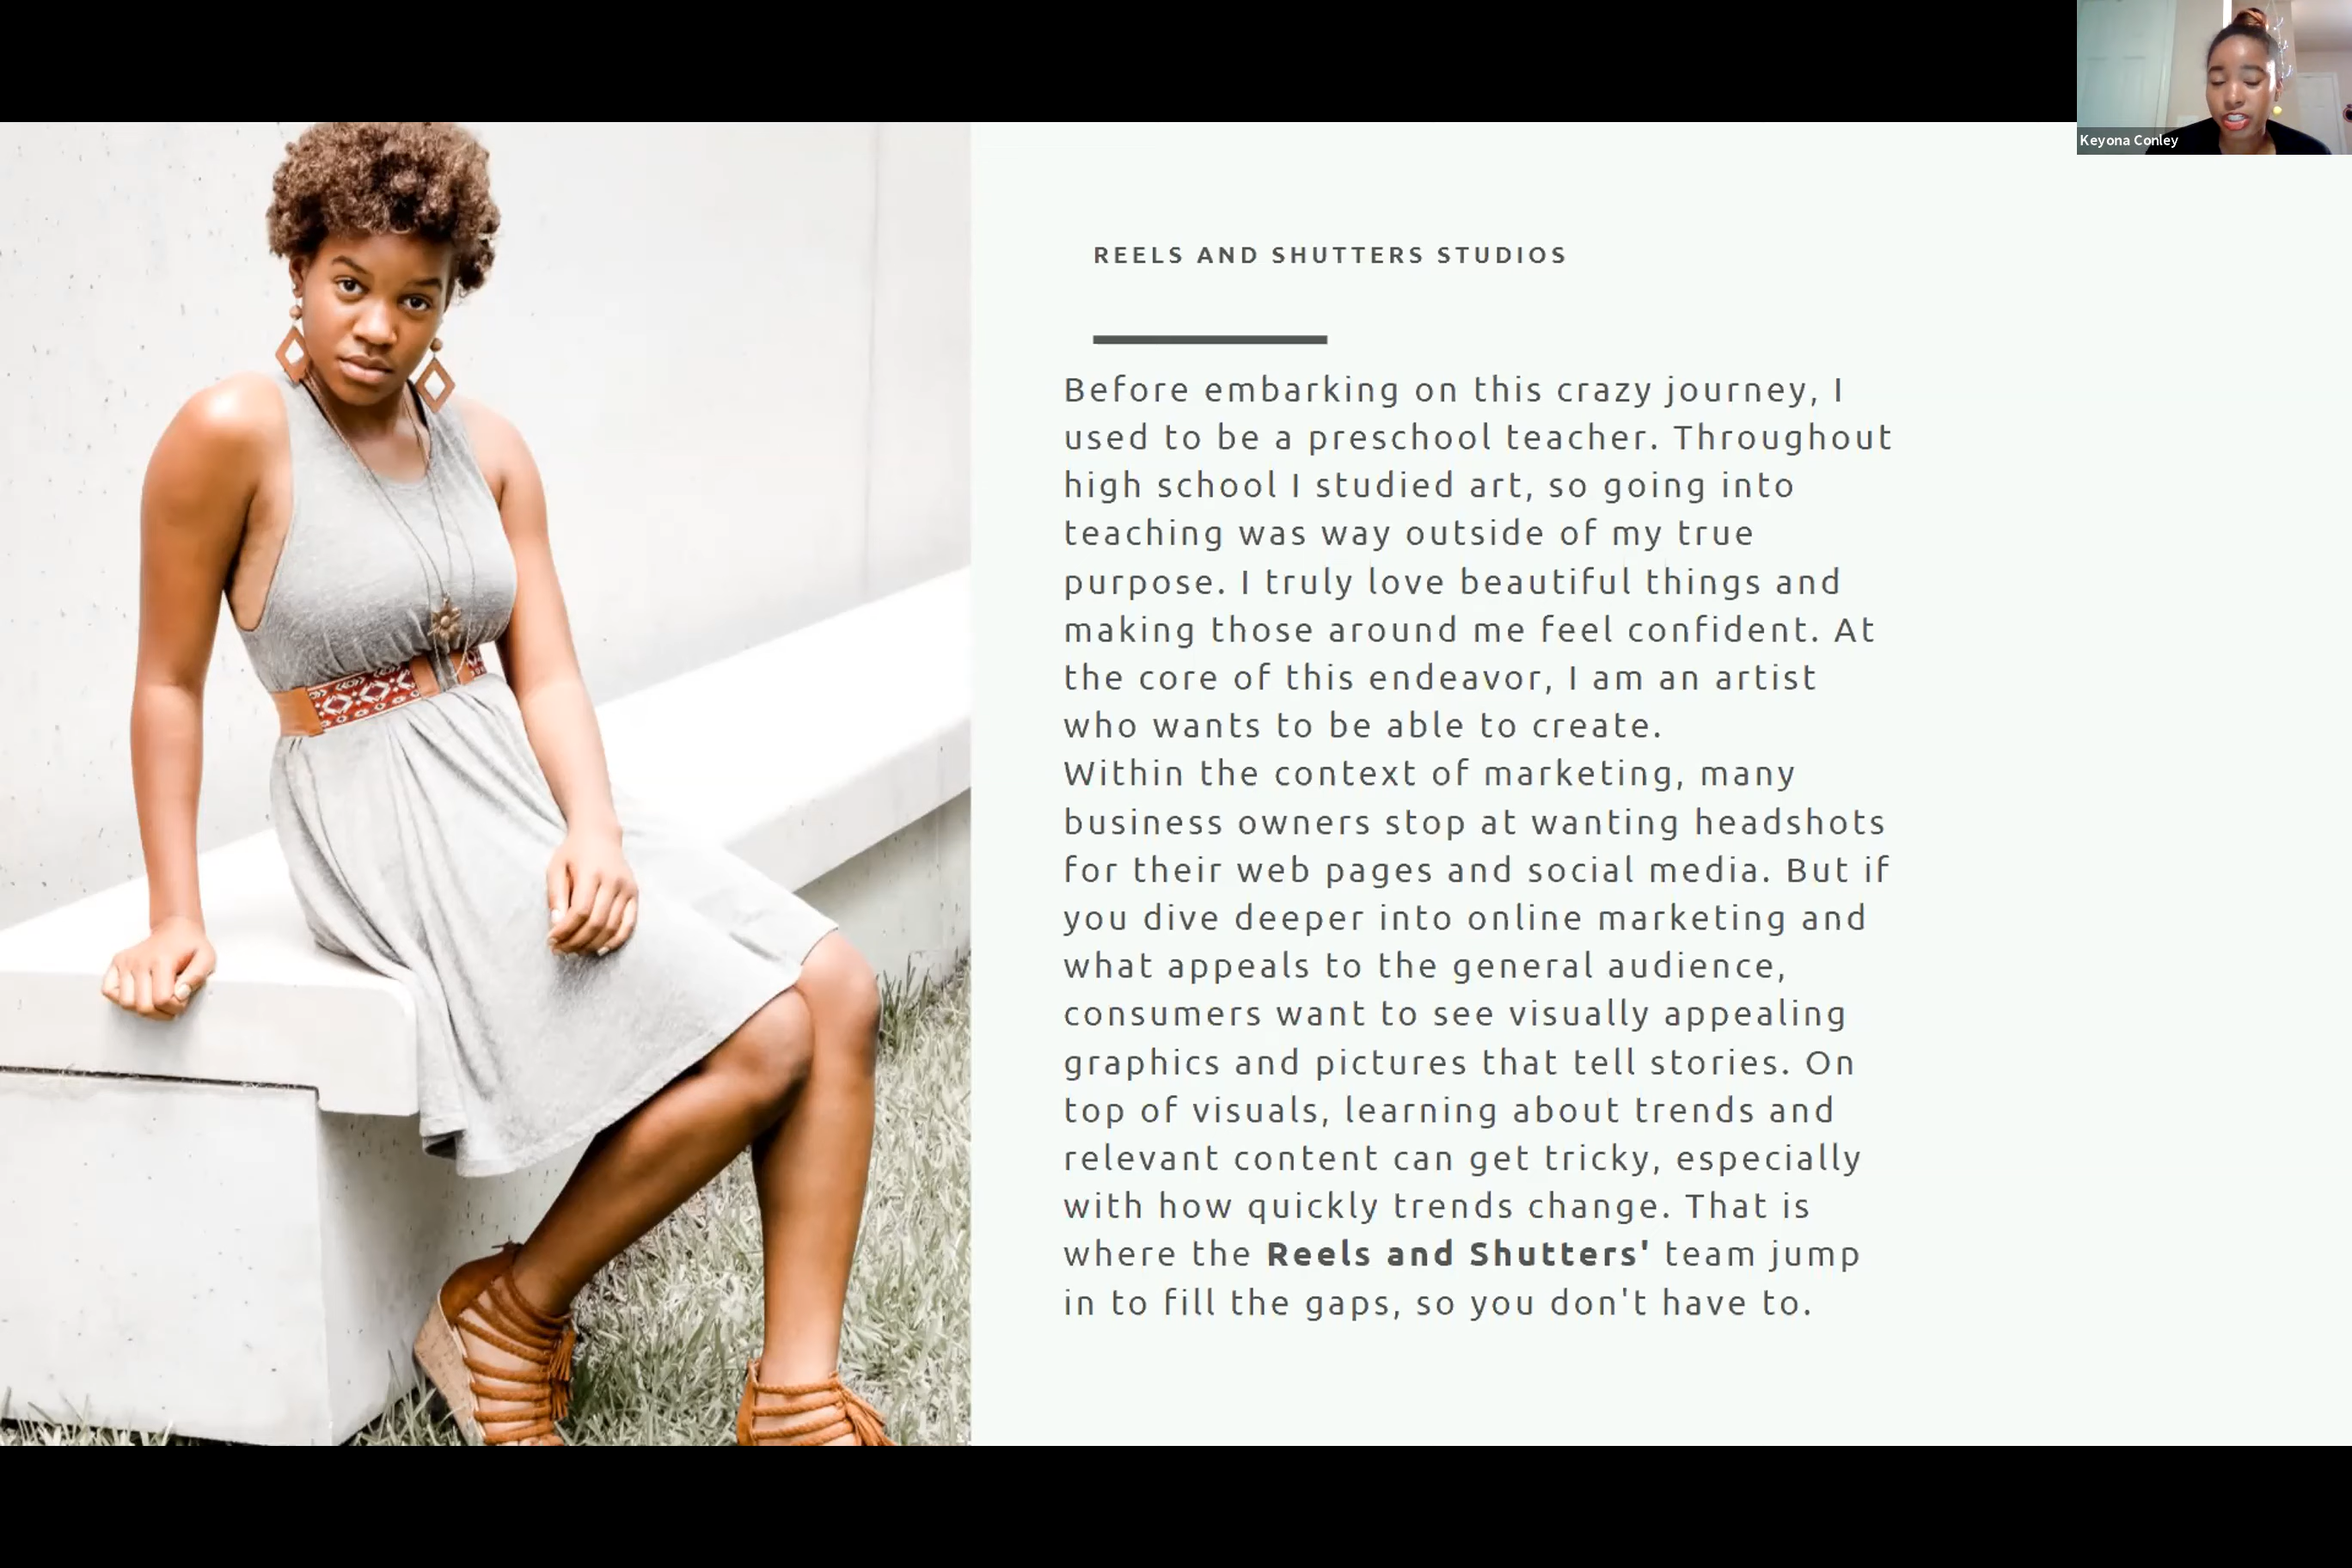 Keyona Conley
REELS AND SHUTTERS STUDIOS
Before embarking on this crazy journey, I
used to be a preschool teacher. Throughout
high school I studied art, so going into
teaching was way outside of my true
purpose. I truly love beautiful things and
making those around me feel confident. At
the core of this endeavor, I am an artist
who wants to be able to create.
Within the context of marketing, many
business owners stop at wanting headshots
for their web pages and social media. But if
you dive deeper into online marketing and
what appeals to the general audience,
consumers want to see visually appealing
graphics and pictures that tell stories. On
top of visuals, learning about trends and
relevant content can get tricky, especially
with how quickly trends change. That is
where the Reels and Shutters' team jump
in to fill the gaps, so you don't have to.